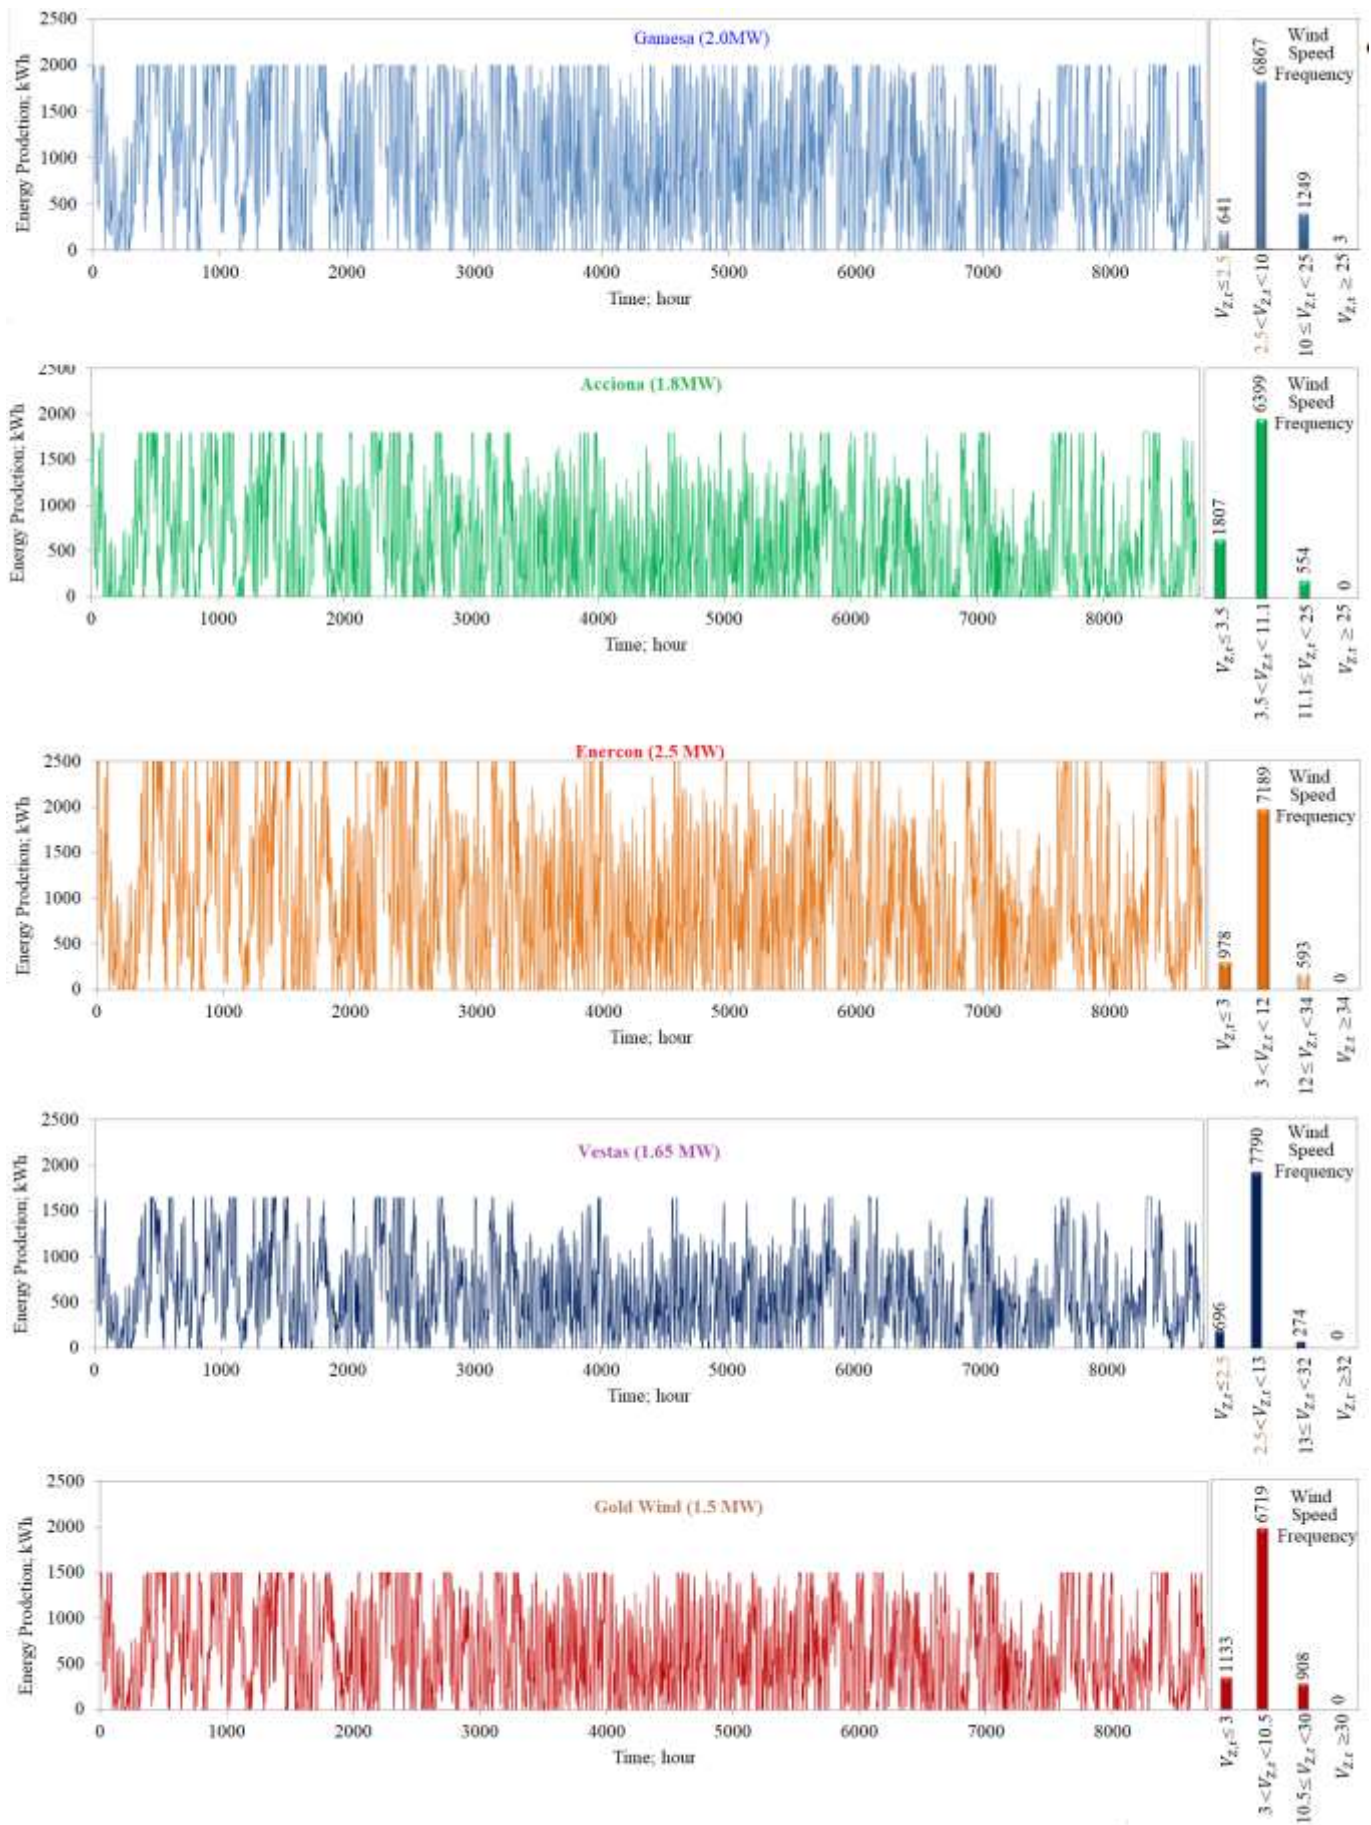 Gamesa (2.0MW)
Energy Prodction; kWh
2500
2000
1500
1000
500
0
0 1000 2000 3000 4000 5000 6000 7000 8000
Time; hour
Wind
Speed
Frequency
641
6867
1249
3
V_{Z,t} ≤ 2.5
2.5 < V_{Z,t} < 10
10 ≤ V_{Z,t} < 25
V_{Z,t} ≥ 25
Acciona (1.8MW)
Energy Prodction; kWh
2500
2000
1500
1000
500
0
0 1000 2000 3000 4000 5000 6000 7000 8000
Time; hour
Wind
Speed
Frequency
1807
6399
554
0
V_{Z,t} ≤ 3.5
3.5 < V_{Z,t} < 11.1
11.1 ≤ V_{Z,t} < 25
V_{Z,t} ≥ 25
Enercon (2.5 MW)
Energy Prodction; kWh
2500
2000
1500
1000
500
0
0 1000 2000 3000 4000 5000 6000 7000 8000
Time; hour
Wind
Speed
Frequency
978
7189
593
0
V_{Z,t} ≤ 3
3 < V_{Z,t} < 12
12 ≤ V_{Z,t} < 34
V_{Z,t} ≥ 34
Vestas (1.65 MW)
Energy Prodction; kWh
2500
2000
1500
1000
500
0
0 1000 2000 3000 4000 5000 6000 7000 8000
Time; hour
Wind
Speed
Frequency
696
7790
274
0
V_{Z,t} ≤ 2.5
2.5 < V_{Z,t} < 13
13 ≤ V_{Z,t} < 32
V_{Z,t} ≥ 32
Gold Wind (1.5 MW)
Energy Prodction; kWh
2500
2000
1500
1000
500
0
0 1000 2000 3000 4000 5000 6000 7000 8000
Time; hour
Wind
Speed
Frequency
1133
6719
908
0
V_{Z,t} ≤ 3
3 < V_{Z,t} < 10.5
10.5 ≤ V_{Z,t} < 30
V_{Z,t} ≥ 30